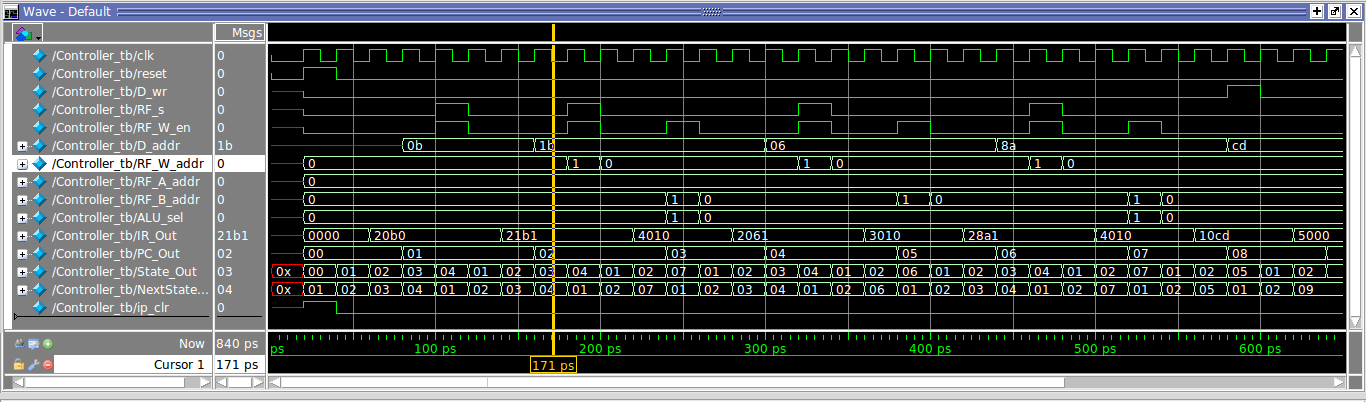 Wave - Default
Msgs
/Controller_tb/clk 0
/Controller_tb/reset 0
/Controller_tb/D_wr 0
/Controller_tb/RF_s 0
/Controller_tb/RF_W_en 0
/Controller_tb/D_addr 1b 0b 1b 06 8a cd
/Controller_tb/RF_W_addr 0 0 1 0 1 0 1 0
/Controller_tb/RF_A_addr 0 0
/Controller_tb/RF_B_addr 0 0 1 0 1 0 1 0
/Controller_tb/ALU_sel 0 0 1 0 1 0
/Controller_tb/IR_Out 21b1 0000 20b0 21b1 4010 2061 3010 28a1 4010 10cd 5000
/Controller_tb/PC_Out 02 00 01 02 03 04 05 06 07 08
/Controller_tb/State_Out 03 0x 00 01 02 03 04 01 02 03 04 01 02 07 01 02 03 04 01 02 06 01 02 03 04 01 02 07 01 02 05 01 02
/Controller_tb/NextState... 04 0x 01 02 03 04 01 02 03 04 01 02 07 01 02 03 04 01 02 06 01 02 03 04 01 02 07 01 02 05 01 02 09
/Controller_tb/ip_clr 0
Now 840 ps ps 100 ps 200 ps 300 ps 400 ps 500 ps 600 ps
Cursor 1 171 ps 171 ps